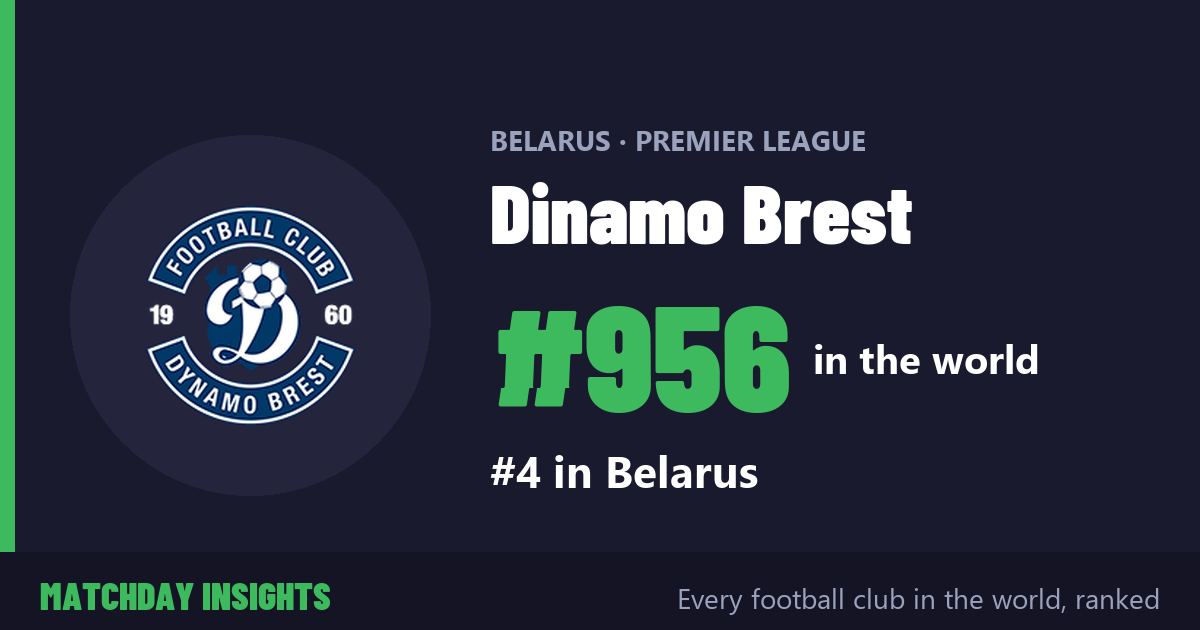 FOOTBALL CLUB
19 60
DYNAMO BREST
BELARUS · PREMIER LEAGUE
Dinamo Brest
#956 in the world
#4 in Belarus
MATCHDAY INSIGHTS
Every football club in the world, ranked